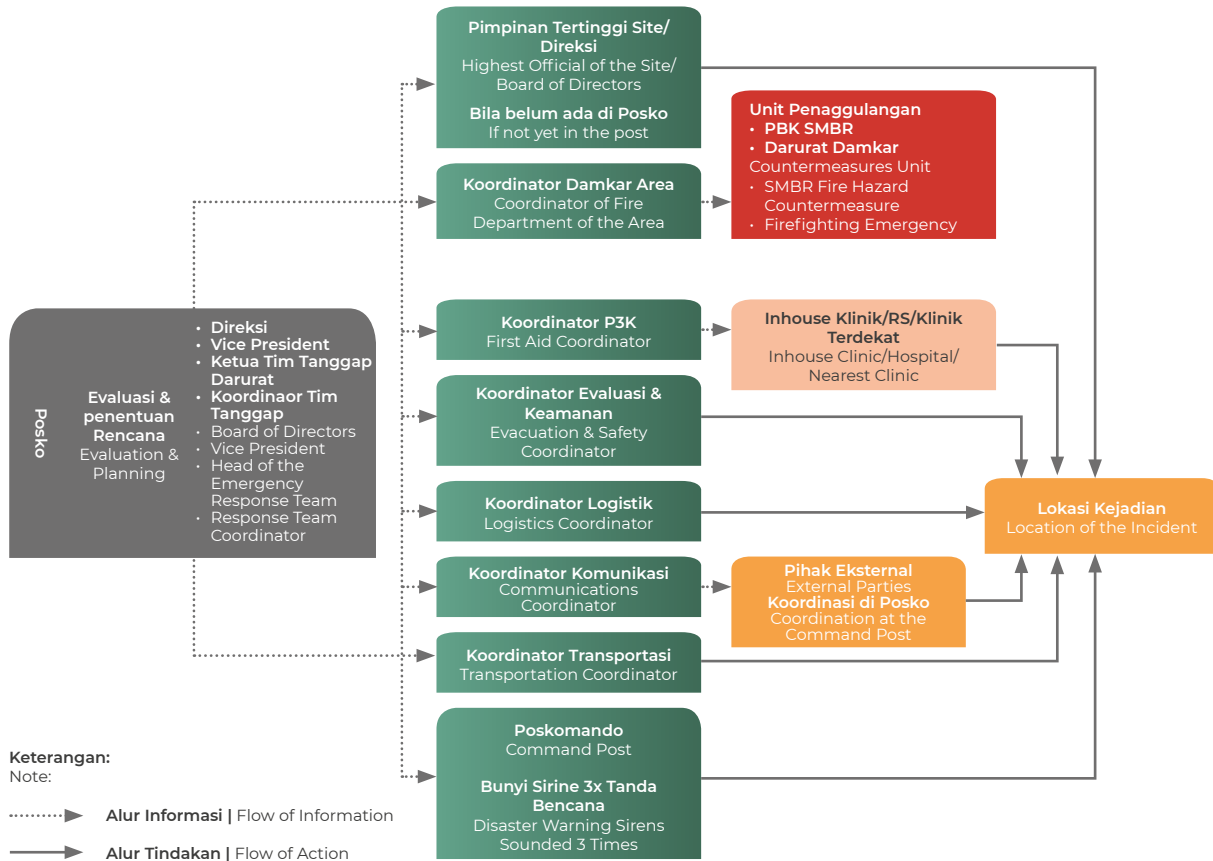 Pimpinan Tertinggi Site/
Direksi
Highest Official of the Site/
Board of Directors
Bila belum ada di Posko
If not yet in the post
Unit Penaggulangan
• PBK SMBR
• Darurat Damkar
Countermeasures Unit
• SMBR Fire Hazard
Countermeasure
• Firefighting Emergency
Koordinator Damkar Area
Coordinator of Fire
Department of the Area
Posko
Evaluasi &
penentuan
Rencana
Evaluation &
Planning
• Direksi
• Vice President
• Ketua Tim Tanggap
Darurat
• Koordinaor Tim
Tanggap
• Board of Directors
• Vice President
• Head of the
Emergency
Response Team
• Response Team
Coordinator
Koordinator P3K
First Aid Coordinator
Inhouse Klinik/RS/Klinik
Terdekat
Inhouse Clinic/Hospital/
Nearest Clinic
Koordinator Evaluasi &
Keamanan
Evacuation & Safety
Coordinator
Koordinator Logistik
Logistics Coordinator
Lokasi Kejadian
Location of the Incident
Koordinator Komunikasi
Communications
Coordinator
Pihak Eksternal
External Parties
Koordinasi di Posko
Coordination at the
Command Post
Koordinator Transportasi
Transportation Coordinator
Poskomando
Command Post
Bunyi Sirine 3x Tanda
Bencana
Disaster Warning Sirens
Sounded 3 Times
Keterangan:
Note:
Alur Informasi | Flow of Information
Alur Tindakan | Flow of Action